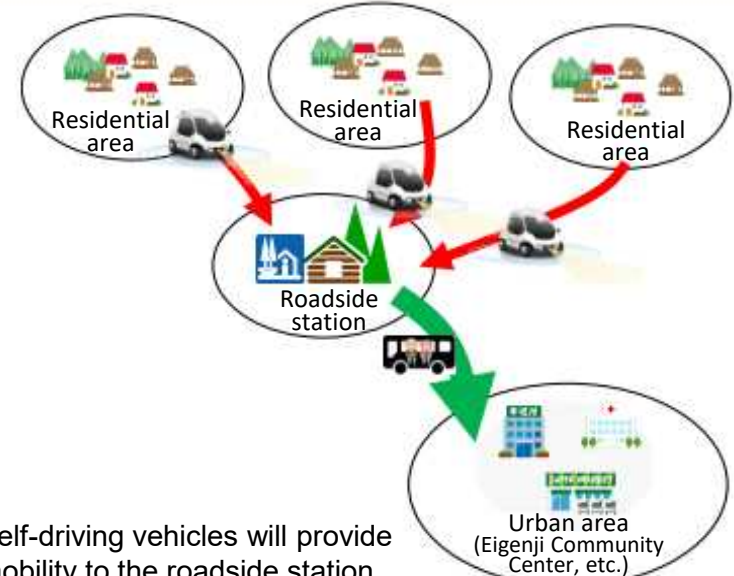 Residential
area
Residential
area
Residential
area
Roadside
station
Urban area
(Eigenji Community
Center, etc.)
elf-driving vehicles will provide
mobility to the roadside station